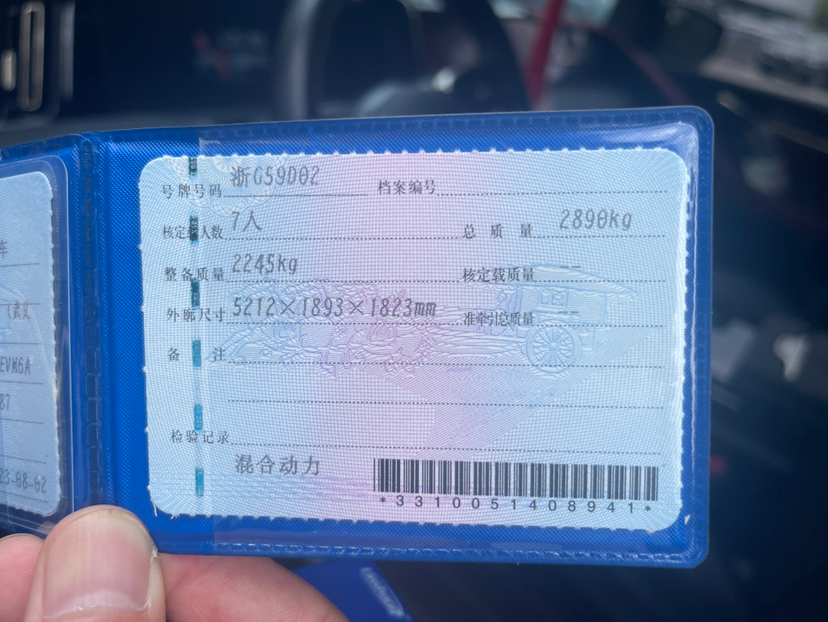 号牌号码 浙G59D02 档案编号
核定载人数 7人 总质量 2890kg
整备质量 2245kg 核定载质量 --
外廓尺寸 5212×1893×1823mm 准牵引总质量 --
备注
检验记录
混合动力
*3310051408941*
车
EVM6A
87
23-08-02